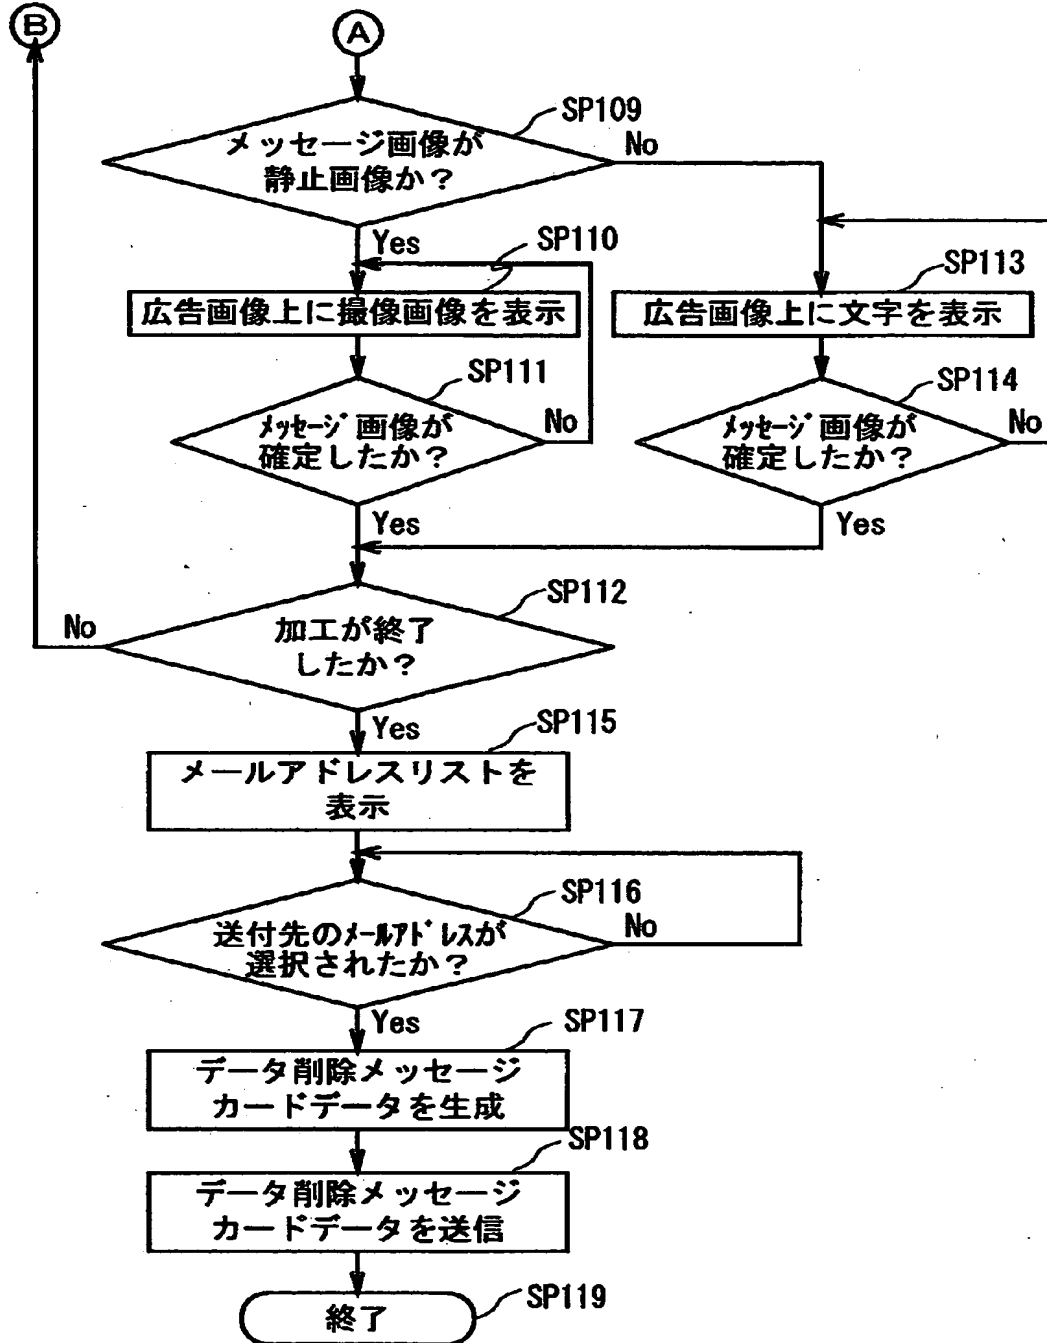 B
A
SP109
メッセージ画像が
静止画像か？
No
Yes
SP110
広告画像上に撮像画像を表示
SP113
広告画像上に文字を表示
SP111
ﾒｯｾｰｼﾞ画像が
確定したか？
No
Yes
SP114
ﾒｯｾｰｼﾞ画像が
確定したか？
No
Yes
SP112
加工が終了
したか？
No
Yes
SP115
メールアドレスリストを
表示
SP116
送付先のﾒｰﾙｱﾄﾞﾚｽが
選択されたか？
No
Yes
SP117
データ削除メッセージ
カードデータを生成
SP118
データ削除メッセージ
カードデータを送信
終了
SP119